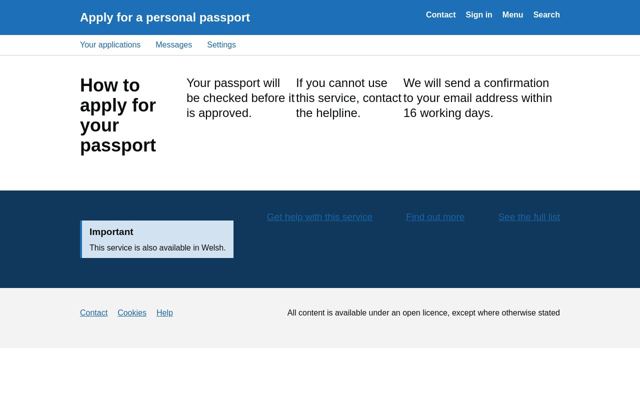 Apply for a personal passport
Contact Sign in Menu Search
Your applications Messages Settings
How to
apply for
your
passport
Your passport will
be checked before it
is approved.
If you cannot use
this service, contact
the helpline.
We will send a confirmation
to your email address within
16 working days.
Important
This service is also available in Welsh.
Get help with this service
Find out more
See the full list
Contact Cookies Help
All content is available under an open licence, except where otherwise stated